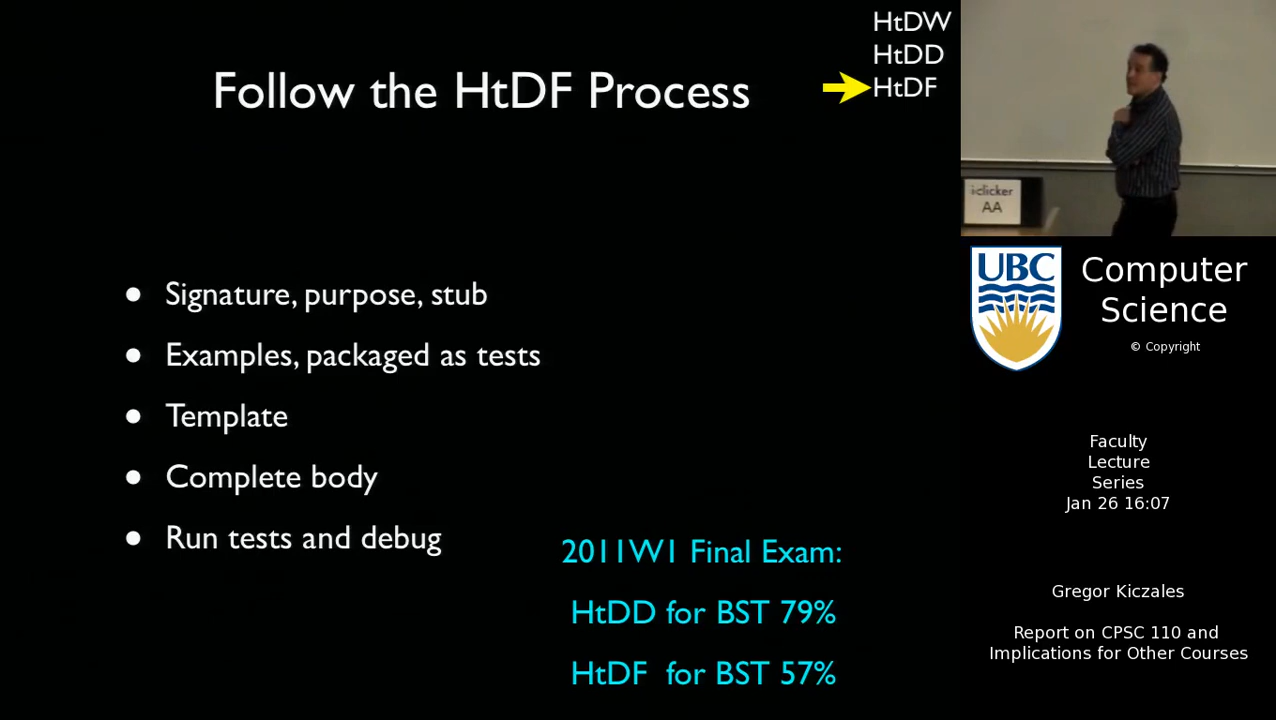 HtDW
HtDD
HtDF
Follow the HtDF Process
● Signature, purpose, stub
● Examples, packaged as tests
● Template
● Complete body
● Run tests and debug
2011W1 Final Exam:
HtDD for BST 79%
HtDF for BST 57%
i-clicker
AA
UBC
Computer
Science
© Copyright
Faculty
Lecture
Series
Jan 26 16:07
Gregor Kiczales
Report on CPSC 110 and
Implications for Other Courses